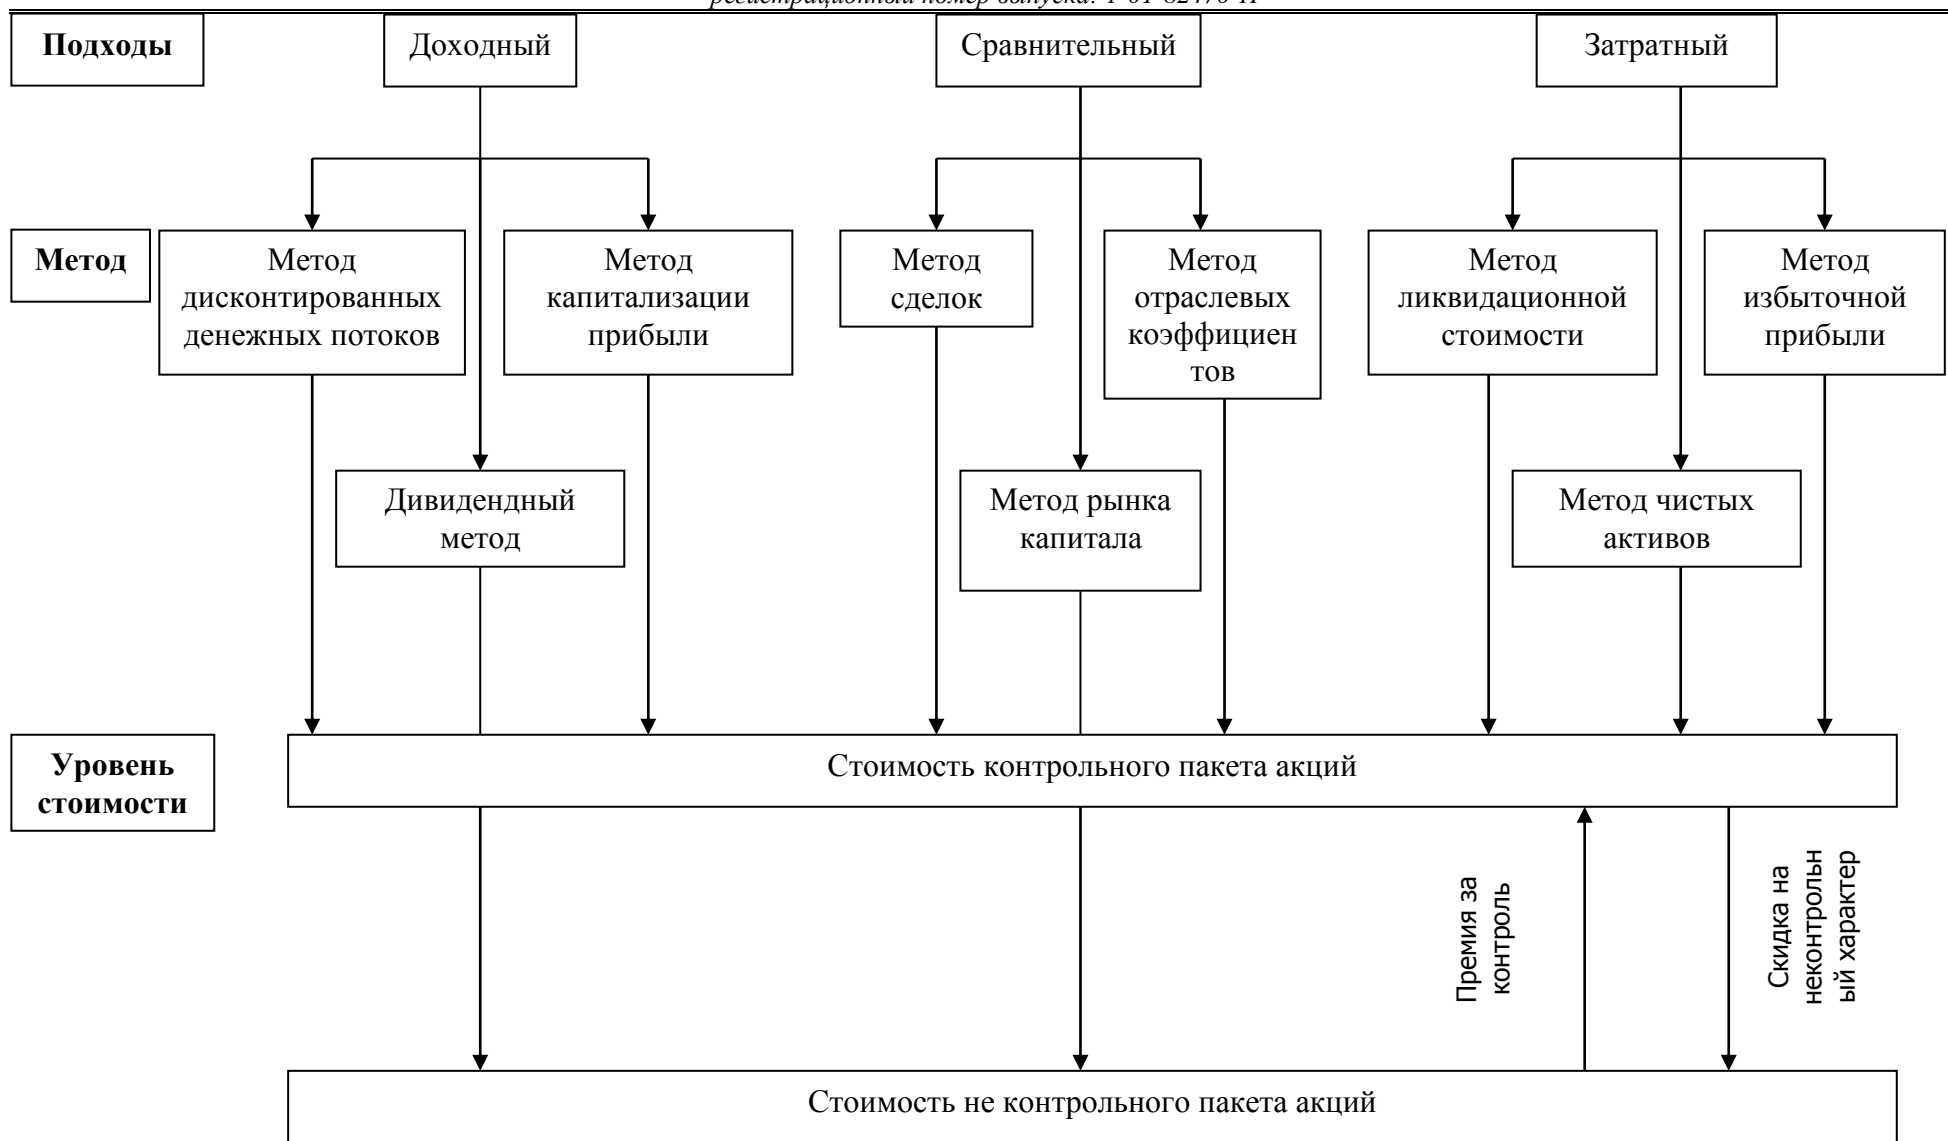 Подходы
Доходный
Сравнительный
Затратный
Метод
Метод
дисконтированных
денежных потоков
Метод
капитализации
прибыли
Метод
сделок
Метод
отраслевых
коэффициен
тов
Метод
ликвидационной
стоимости
Метод
избыточной
прибыли
Дивидендный
метод
Метод рынка
капитала
Метод чистых
активов
Уровень
стоимости
Стоимость контрольного пакета акций
Премия за
контроль
Скидка на
неконтрольн
ый характер
Стоимость не контрольного пакета акций